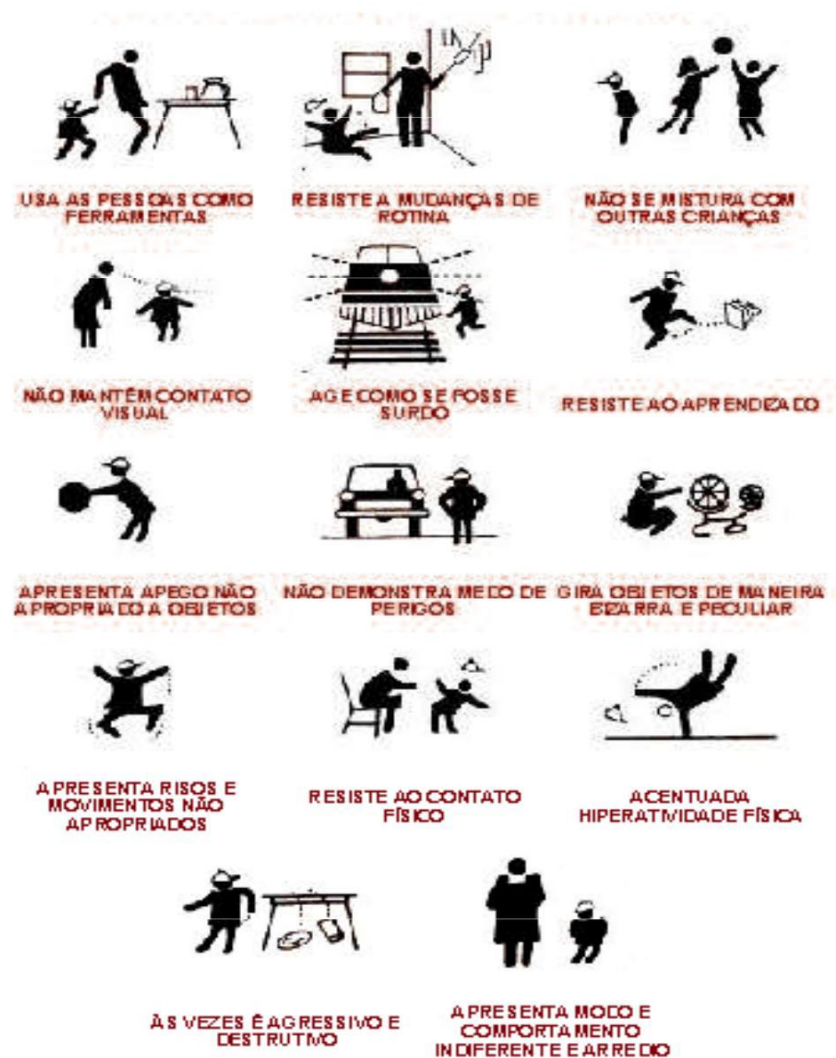 USA AS PESSOAS COMO
FERRAMENTAS
RESISTE A MUDANÇAS DE
ROTINA
NÃO SE MISTURA COM
OUTRAS CRIANÇAS
NÃO MANTÉM CONTATO
VISUAL
AGE COMO SE FOSSE
SURDO
RESISTE AO APRENDIZADO
APRESENTA APEGO NÃO
APROPRIADO A OBJETOS
NÃO DEMONSTRA MEDO DE
PERIGOS
GIRA OBJETOS DE MANEIRA
BIZARRA E PECULIAR
APRESENTA RISOS E
MOVIMENTOS NÃO
APROPRIADOS
RESISTE AO CONTATO
FÍSICO
ACENTUADA
HIPERATIVIDADE FÍSICA
ÀS VEZES É AGRESSIVO E
DESTRUTIVO
APRESENTA MODO E
COMPORTAMENTO
INDIFERENTE E ARREDIO